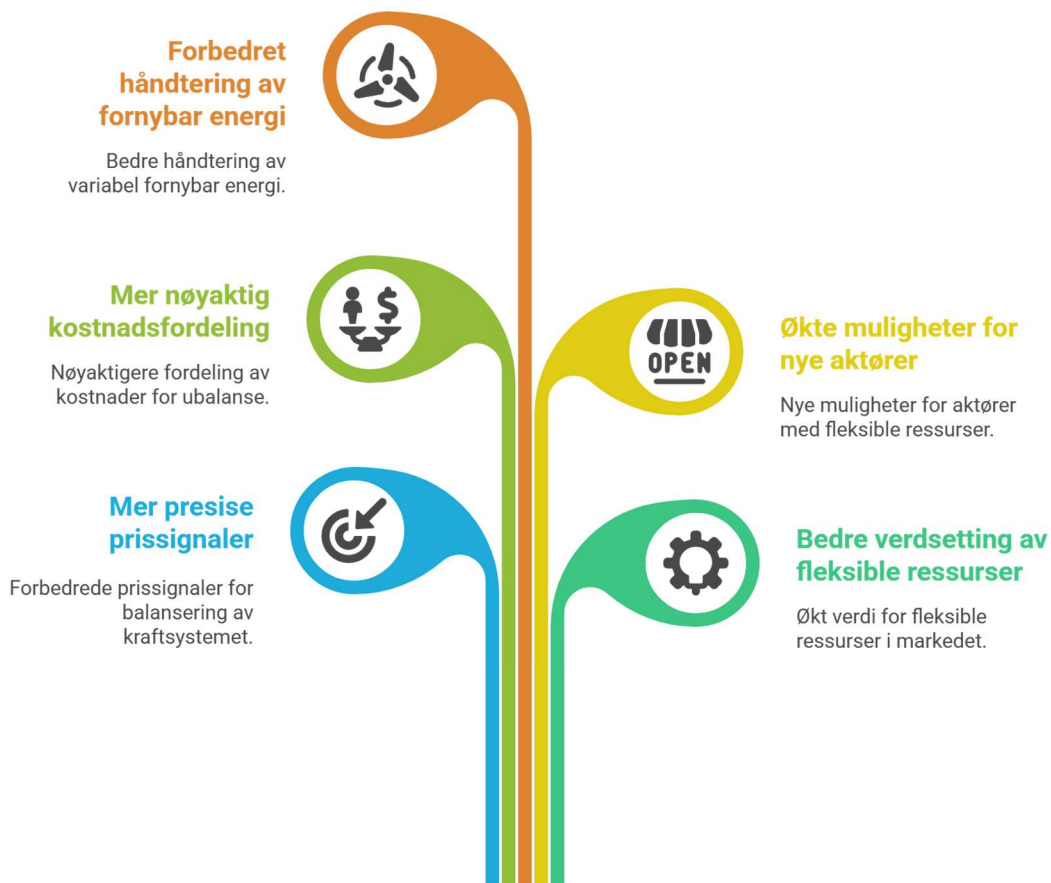 Forbedret
håndtering av
fornybar energi
Bedre håndtering av
variabel fornybar energi.
Mer nøyaktig
kostnadsfordeling
Nøyaktigere fordeling av
kostnader for ubalanse.
OPEN
Økte muligheter for
nye aktører
Nye muligheter for aktører
med fleksible ressurser.
Mer presise
prissignaler
Forbedrede prissignaler for
balansering av
kraftsystemet.
Bedre verdsetting av
fleksible ressurser
Økt verdi for fleksible
ressurser i markedet.